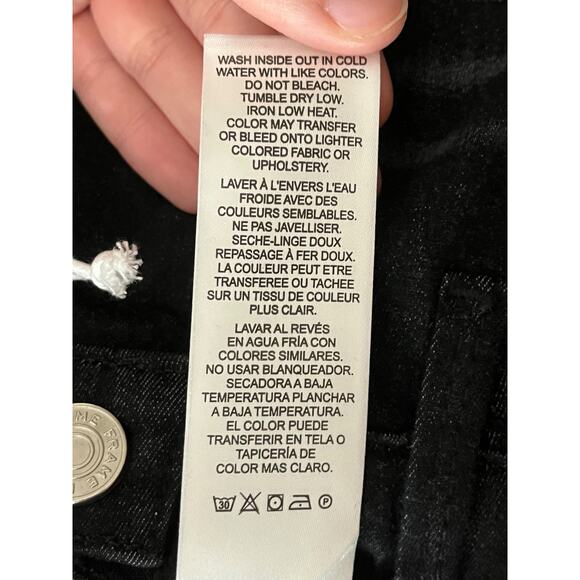 WASH INSIDE OUT IN COLD
WATER WITH LIKE COLORS.
DO NOT BLEACH.
TUMBLE DRY LOW.
IRON LOW HEAT.
COLOR MAY TRANSFER
OR BLEED ONTO LIGHTER
COLORED FABRIC OR
UPHOLSTERY.
LAVER À L'ENVERS L'EAU
FROIDE AVEC DES
COULEURS SEMBLABLES.
NE PAS JAVELLISER.
SECHE-LINGE DOUX
REPASSAGE À FER DOUX.
LA COULEUR PEUT ETRE
TRANSFEREE OU TACHEE
SUR UN TISSU DE COULEUR
PLUS CLAIR.
LAVAR AL REVÉS
EN AGUA FRÍA CON
COLORES SIMILARES.
NO USAR BLANQUEADOR.
SECADORA A BAJA
TEMPERATURA PLANCHAR
A BAJA TEMPERATURA.
EL COLOR PUEDE
TRANSFERIR EN TELA O
TAPICERÍA DE
COLOR MAS CLARO.
30 P
ME FRAME